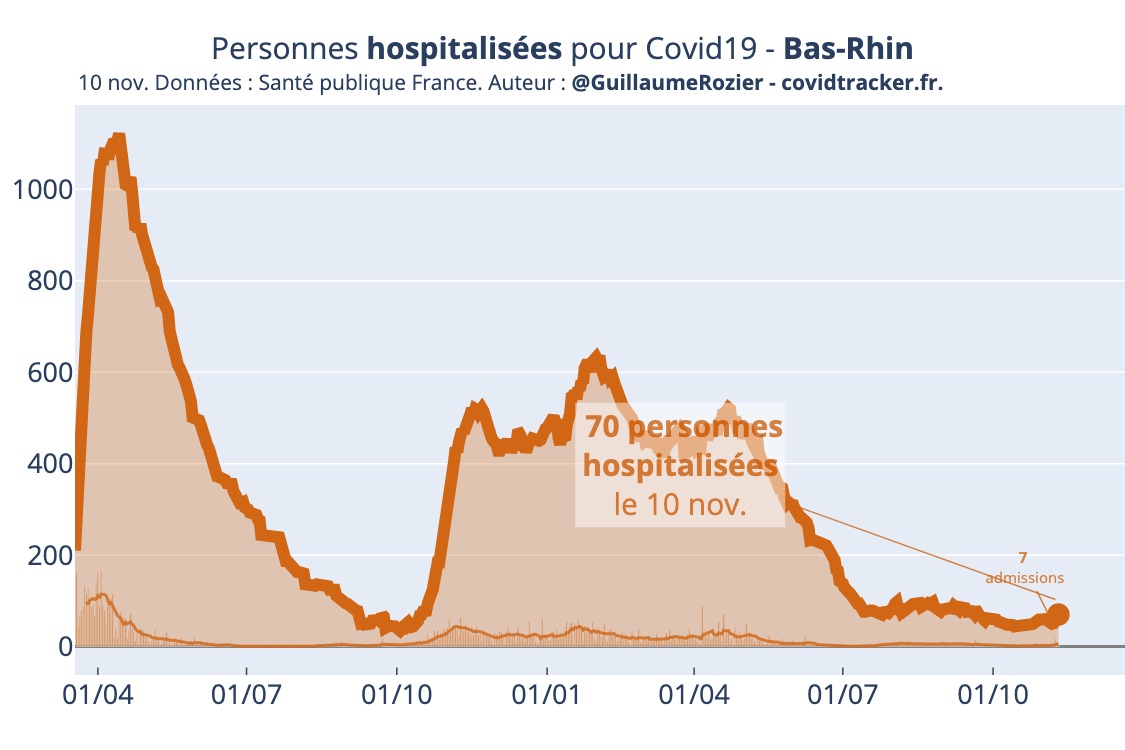 Personnes hospitalisées pour Covid19 - Bas-Rhin
10 nov. Données : Santé publique France. Auteur : @GuillaumeRozier - covidtracker.fr.
1000
800
600
400
200
0
70 personnes
hospitalisées
le 10 nov.
7
admissions
01/04 01/07 01/10 01/01 01/04 01/07 01/10